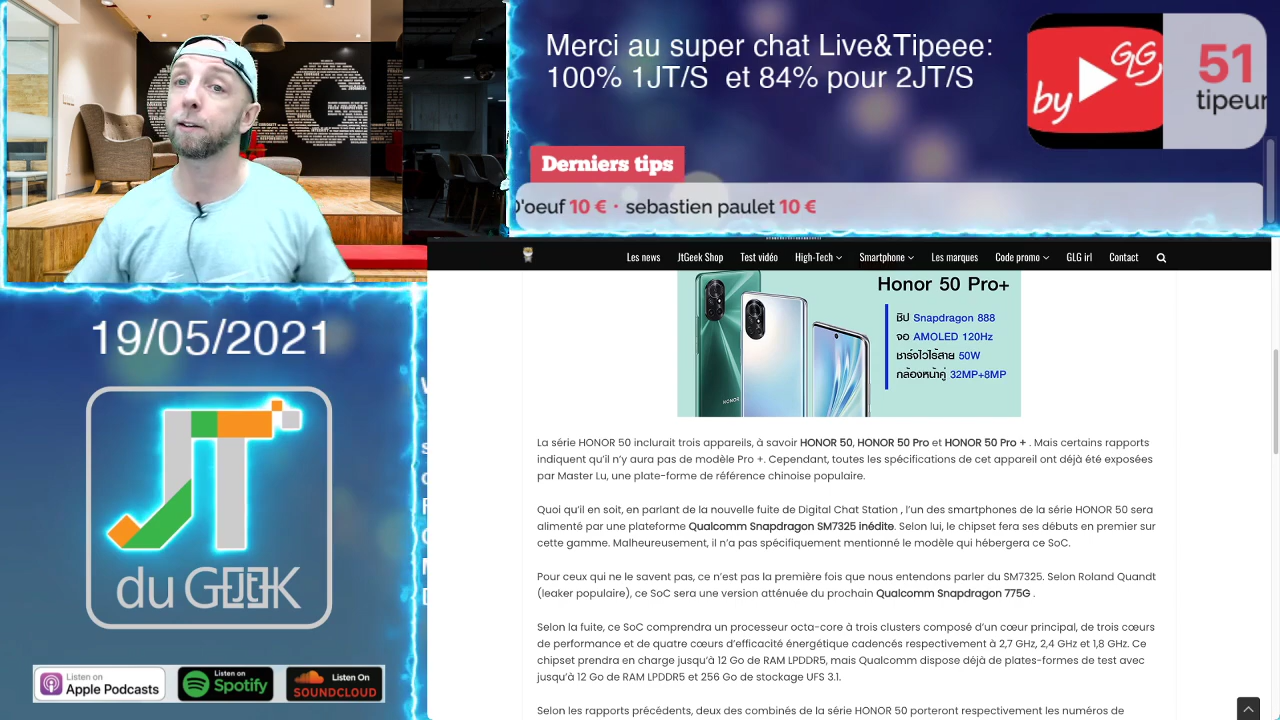 Merci au super chat Live&Tipeee:
100% 1JT/S - 50% pour 2JT/S
by GG
51
tipeur
Derniers tips
D'oeuf 10 € · sebastien paulet 10 €
Les news JtGeek Shop Test vidéo High-Tech Smartphone Les marques Code promo GLG irl Contact
Honor 50 Pro+
ชิป Snapdragon 888
จอ AMOLED 120Hz
ชาร์จไวไร้สาย 50W
กล้องหน้าคู่ 32MP+8MP
HONOR
19/05/2021
JT
du GEEK
Listen on
Apple Podcasts
Listen on
Spotify
Listen On
SOUNDCLOUD
La série HONOR 50 inclurait trois appareils, à savoir HONOR 50, HONOR 50 Pro et HONOR 50 Pro + . Mais certains rapports
indiquent qu'il n'y aura pas de modèle Pro +. Cependant, toutes les spécifications de cet appareil ont déjà été exposées
par Master Lu, une plate-forme de référence chinoise populaire.
Quoi qu'il en soit, en parlant de la nouvelle fuite de Digital Chat Station , l'un des smartphones de la série HONOR 50 sera
alimenté par une plateforme Qualcomm Snapdragon SM7325 inédite. Selon lui, le chipset fera ses débuts en premier sur
cette gamme. Malheureusement, il n'a pas spécifiquement mentionné le modèle qui hébergera ce SoC.
Pour ceux qui ne le savent pas, ce n'est pas la première fois que nous entendons parler du SM7325. Selon Roland Quandt
(leaker populaire), ce SoC sera une version atténuée du prochain Qualcomm Snapdragon 775G .
Selon la fuite, ce SoC comprendra un processeur octa-core à trois clusters composé d'un cœur principal, de trois cœurs
de performance et de quatre cœurs d'efficacité énergétique cadencés respectivement à 2,7 GHz, 2,4 GHz et 1,8 GHz. Ce
chipset prendra en charge jusqu'à 12 Go de RAM LPDDR5, mais Qualcomm propose déjà de plates-formes de test avec
jusqu'à 12 Go de RAM LPDDR5 et 256 Go de stockage UFS 3.1.
Selon les rapports précédents, deux des combinés de la série HONOR 50 porteront respectivement les numéros de